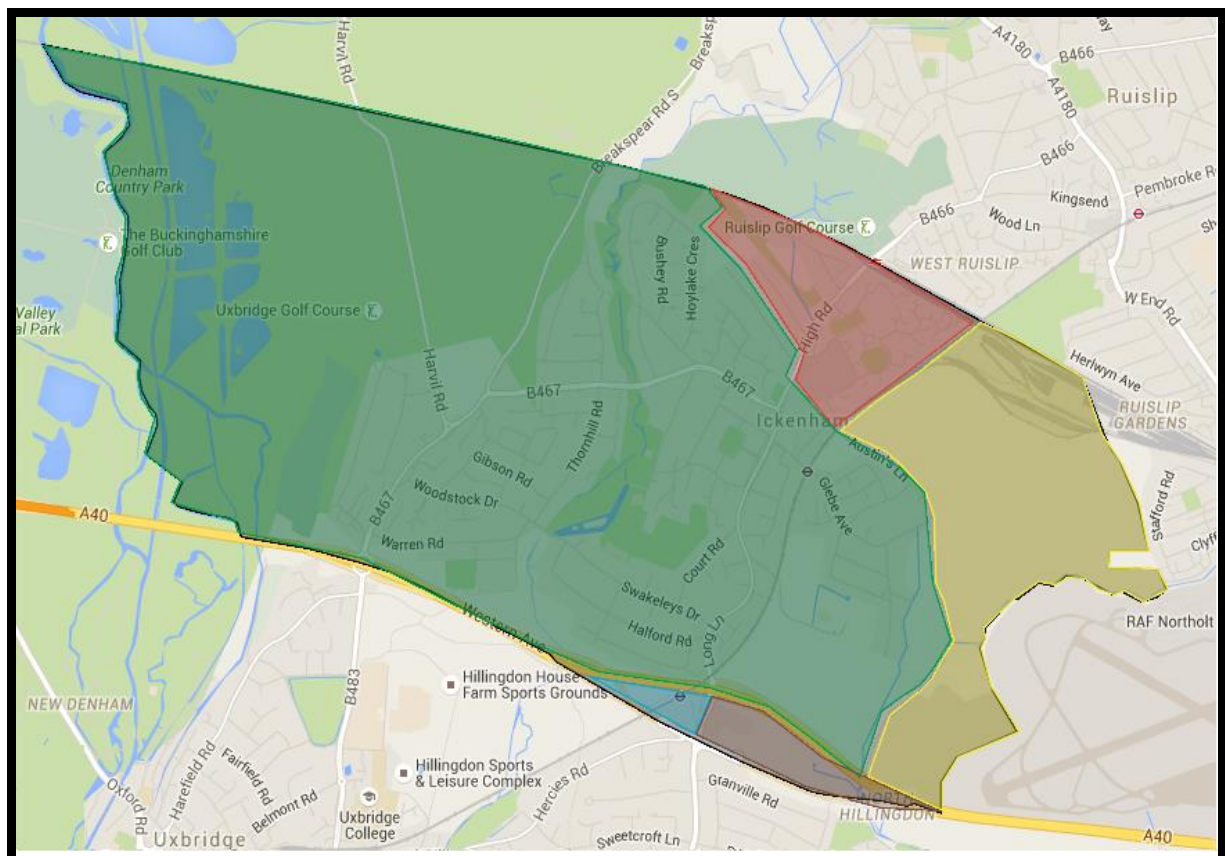 Harvil Rd
Breaksp
Breakspear Rd S
A4180
B466
way
A4180
Ruislip
B466
Pembroke R
Kingsend
Wood Ln
B466
Sh
Denham
Country Park
The Buckinghamshire
Golf Club
Ruislip Golf Course
WEST RUISLIP
W End Rd
Bushey Rd
Hoylake Cres
Valley
al Park
Uxbridge Golf Course
High Rd
Harvil Rd
Herlwyn Ave
B467
B467
RUISLIP
GARDENS
Ickenham
Thornhill Rd
Austin's Ln
Gibson Rd
Glebe Ave
Woodstock Dr
B467
Stafford Rd
A40
Warren Rd
Court Rd
Clyff
Swakeleys Dr
Halford Rd
Long Ln
Western Ave
RAF Northolt
Hillingdon House
Farm Sports Grounds
NEW DENHAM
B483
Harefield Rd
Fairfield Rd
Belmont Rd
Oxford Rd
Hillingdon Sports
& Leisure Complex
Hercies Rd
Granville Rd
NORTH
HILLINGDON
Uxbridge
College
Uxbridge
Sweetcroft Ln
A40